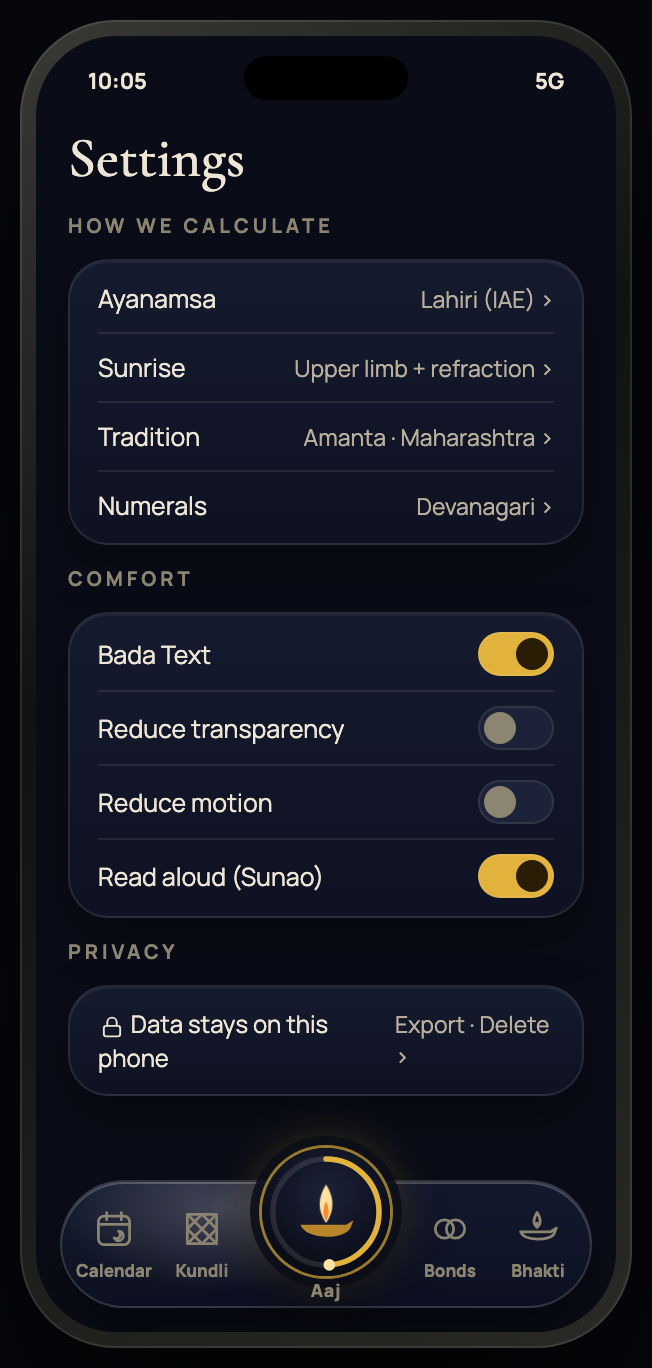 10:05 5G
Settings
HOW WE CALCULATE
Ayanamsa Lahiri (IAE) ›
Sunrise Upper limb + refraction ›
Tradition Amanta · Maharashtra ›
Numerals Devanagari ›
COMFORT
Bada Text
Reduce transparency
Reduce motion
Read aloud (Sunao)
PRIVACY
Data stays on this Export · Delete
phone ›
Calendar Kundli Aaj Bonds Bhakti